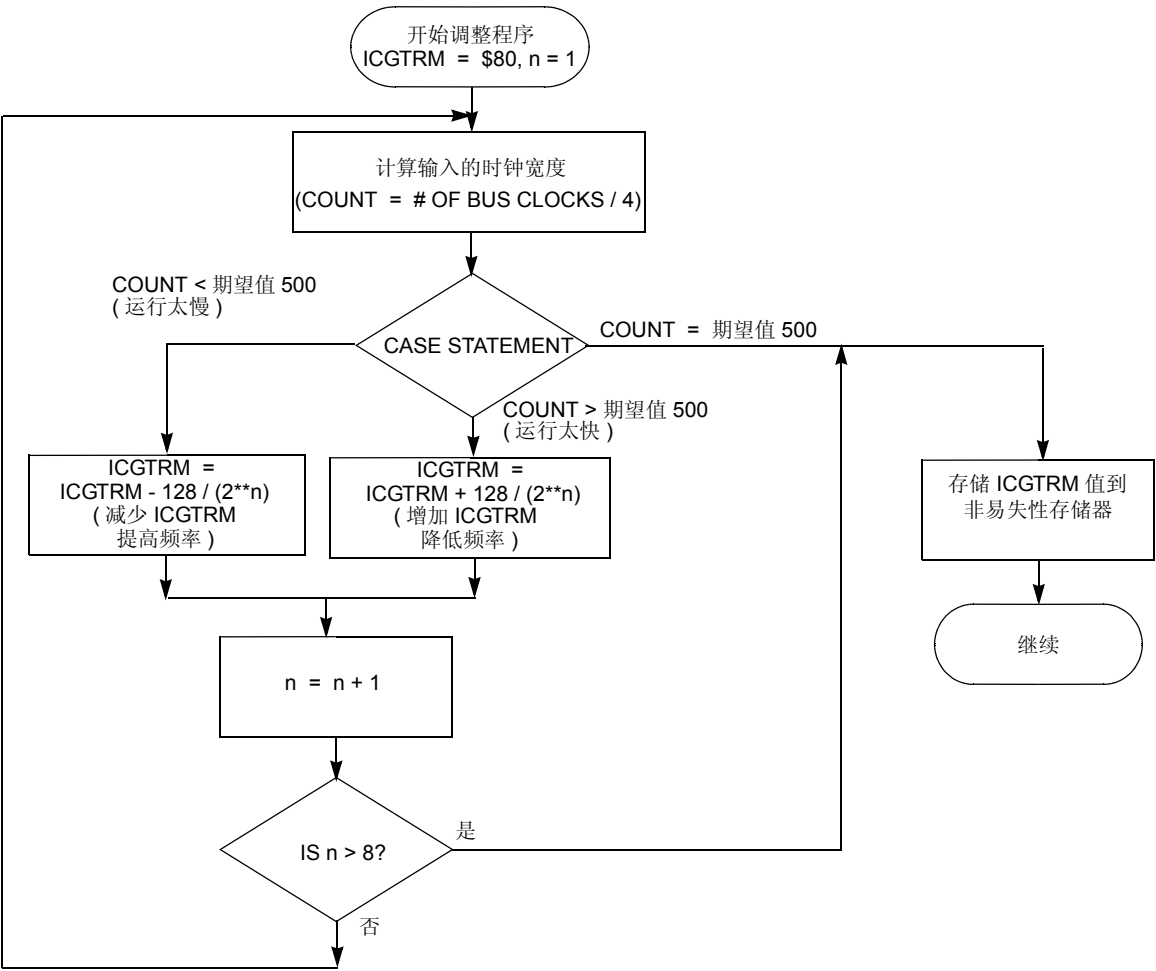 开始调整程序
ICGTRM = $80, n = 1
计算输入的时钟宽度
(COUNT = # OF BUS CLOCKS / 4)
COUNT < 期望值 500
( 运行太慢 )
CASE STATEMENT
COUNT = 期望值 500
COUNT > 期望值 500
( 运行太快 )
ICGTRM =
ICGTRM - 128 / (2**n)
( 减少 ICGTRM
提高频率 )
ICGTRM =
ICGTRM + 128 / (2**n)
( 增加 ICGTRM
降低频率 )
存储 ICGTRM 值到
非易失性存储器
继续
n = n + 1
IS n > 8?
是
否